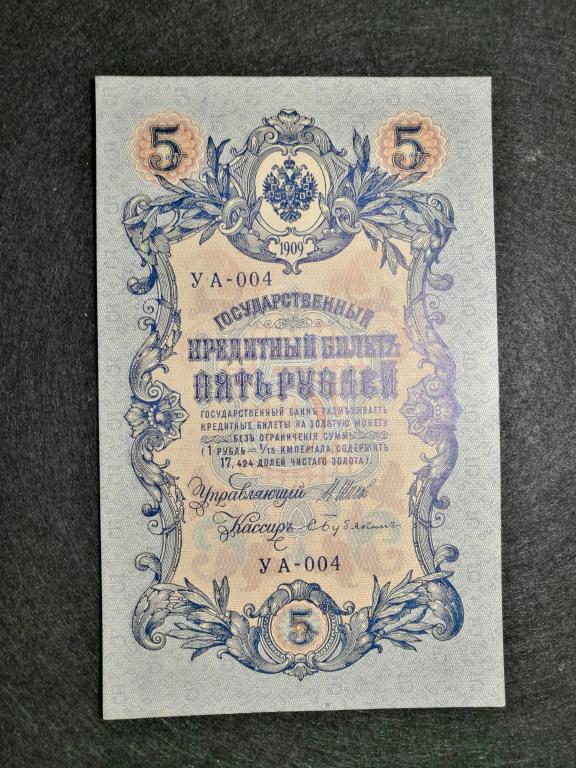 5 5
1909
УА-004
ГОСУДАРСТВЕННЫЙ
КРЕДИТНЫЙ БИЛЕТЪ
ПЯТЬ РУБЛЕЙ
ГОСУДАРСТВЕННЫЙ БАНКЪ РАЗМѢНИВАЕТЪ
КРЕДИТНЫЕ БИЛЕТЫ НА ЗОЛОТУЮ МОНЕТУ
БЕЗЪ ОГРАНИЧЕНІЯ СУММЫ
(1 РУБЛЬ = 1/15 ИМПЕРІАЛА, СОДЕРЖИТЪ
17,424 ДОЛЕЙ ЧИСТАГО ЗОЛОТА).
Управляющій
Кассиръ
УА-004
5